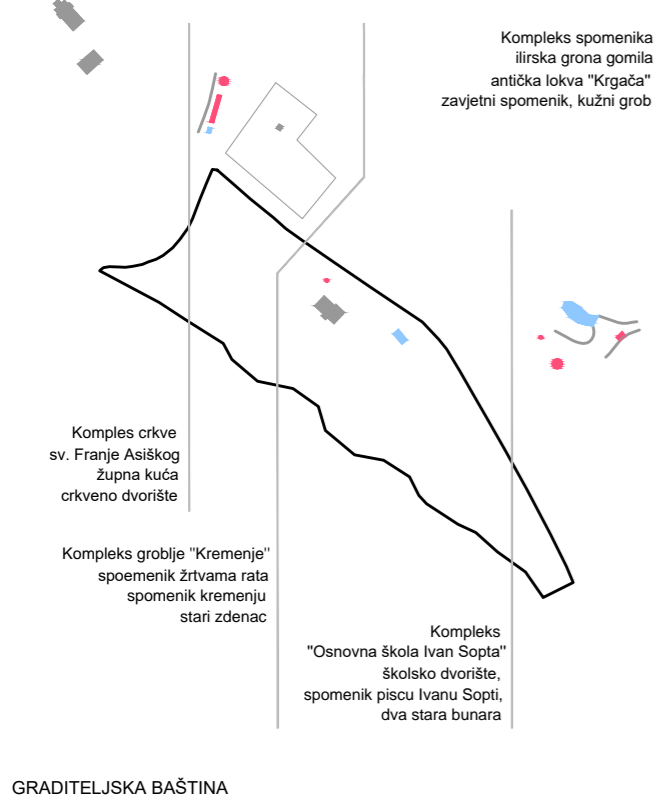 Kompleks spomenika
ilirska grona gomila
antička lokva "Krgača"
zavjetni spomenik, kužni grob
Komples crkve
sv. Franje Asiškog
župna kuća
crkveno dvorište
Kompleks groblje "Kremenje"
spoemenik žrtvama rata
spomenik kremenju
stari zdenac
Kompleks
"Osnovna škola Ivan Sopta"
školsko dvorište,
spomenik piscu Ivanu Sopti,
dva stara bunara
GRADITELJSKA BAŠTINA